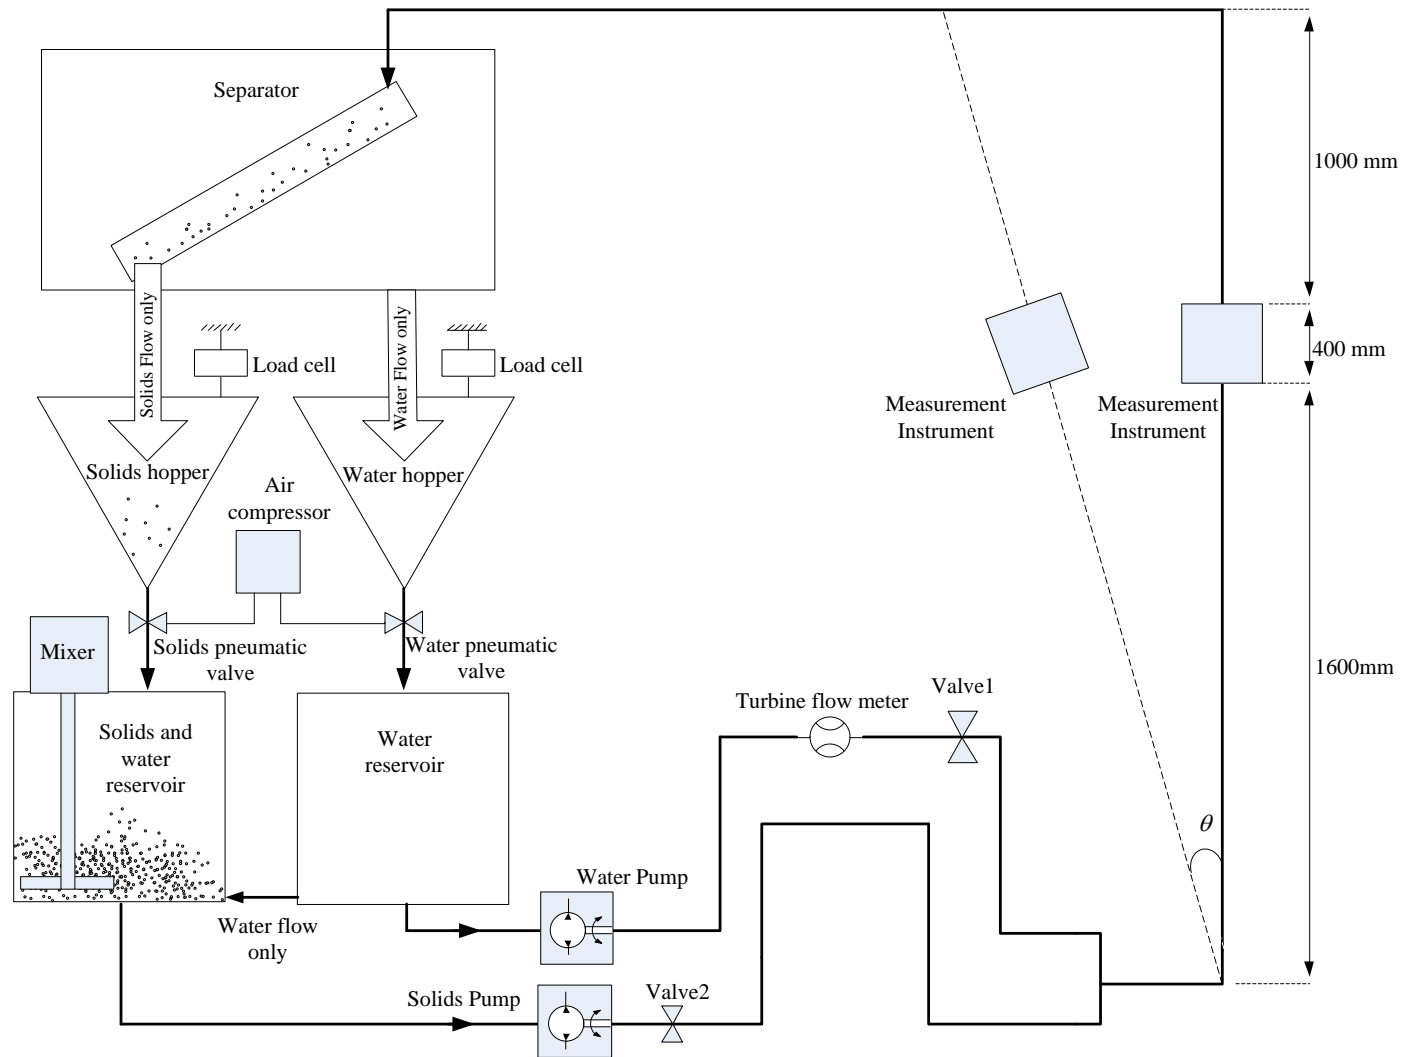 Separator
1000 mm
Solids Flow only
Water Flow only
Load cell
Load cell
400 mm
Measurement
Instrument
Measurement
Instrument
Solids hopper
Water hopper
Air
compressor
Solids pneumatic
valve
Water pneumatic
valve
Mixer
1600mm
Valve1
Turbine flow meter
Solids and
water
reservoir
Water
reservoir
θ
Water Pump
Water flow
only
Solids Pump
Valve2